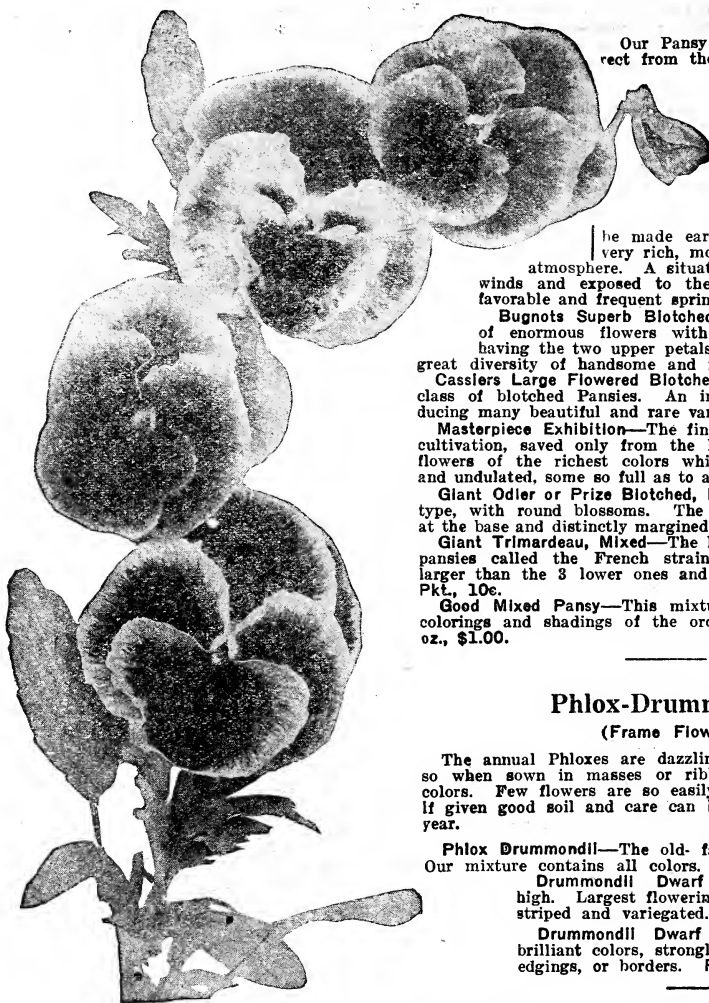 Our Pansy
rect from the
be made ear
very rich, mo
atmosphere. A situat
winds and exposed to the
favorable and frequent sprin
Bugnots Superb Blotched
of enormous flowers with
having the two upper petals
great diversity of handsome and
Cassiers Large Flowered Blotche
class of blotched Pansies. An in
ducing many beautiful and rare var
Masterpiece Exhibition—The fin
cultivation, saved only from the
flowers of the richest colors whi
and undulated, some so full as to a
Giant Odier or Prize Blotched,
type, with round blossoms. The
at the base and distinctly margined
Giant Trimardeau, Mixed—The
pansies called the French strain
larger than the 3 lower ones and
Pkt., 10c.
Good Mixed Pansy—This mixtu
colorings and shadings of the ord
oz., $1.00.
Phlox-Drumm
(Frame Flow
The annual Phloxes are dazzlin
so when sown in masses or rib
colors. Few flowers are so easily
If given good soil and care can
year.
Phlox Drummondii—The old- f
Our mixture contains all colors.
Drummondii Dwarf
high. Largest flowerin
striped and variegated.
Drummondii Dwarf
brilliant colors, strongl
edgings, or borders.